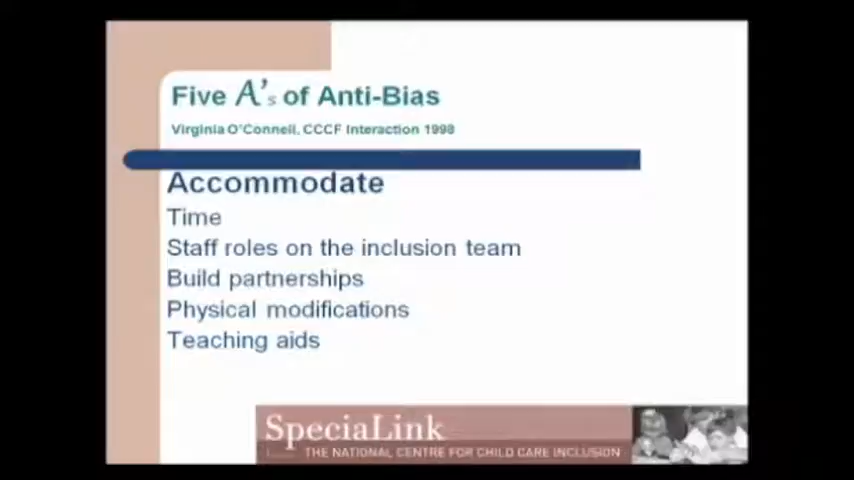 Five A's of Anti-Bias
Virginia O'Connell, CCCF Interaction 1998
Accommodate
Time
Staff roles on the inclusion team
Build partnerships
Physical modifications
Teaching aids
SpeciaLink
THE NATIONAL CENTRE FOR CHILD CARE INCLUSION